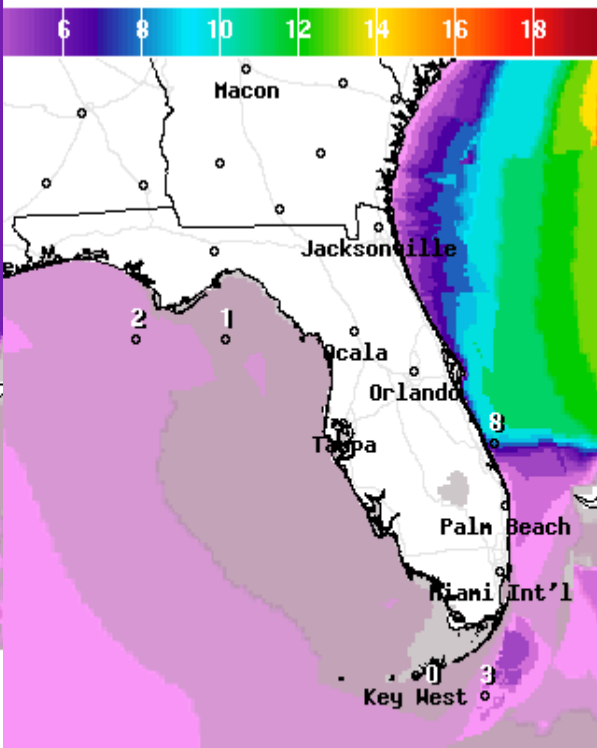 6 8 10 12 14 16 18
Macon
Jacksonville
2 1
Ocala
Orlando
8
Tampa
Palm Beach
Miami Int'l
0 3
Key West